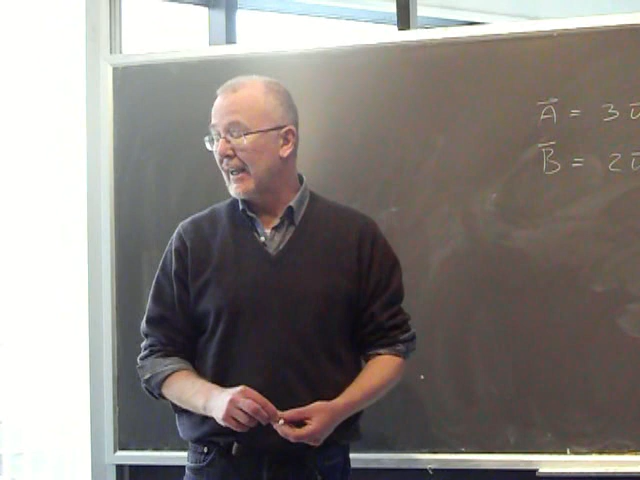 A⃗ = 3
B⃗ = 2